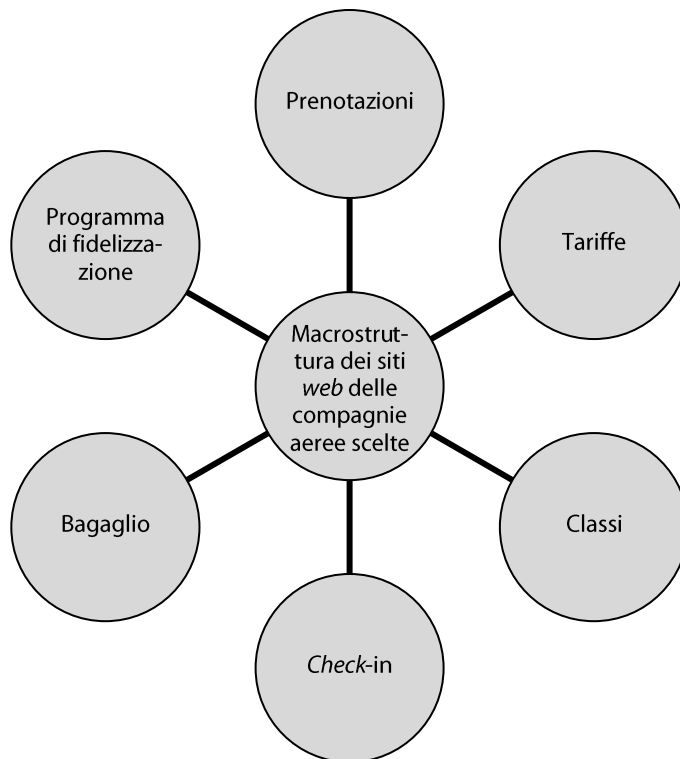 Prenotazioni
Programma
di fidelizza-
zione
Tariffe
Macrostrut-
tura dei siti
web delle
compagnie
aeree scelte
Bagaglio
Classi
Check-in